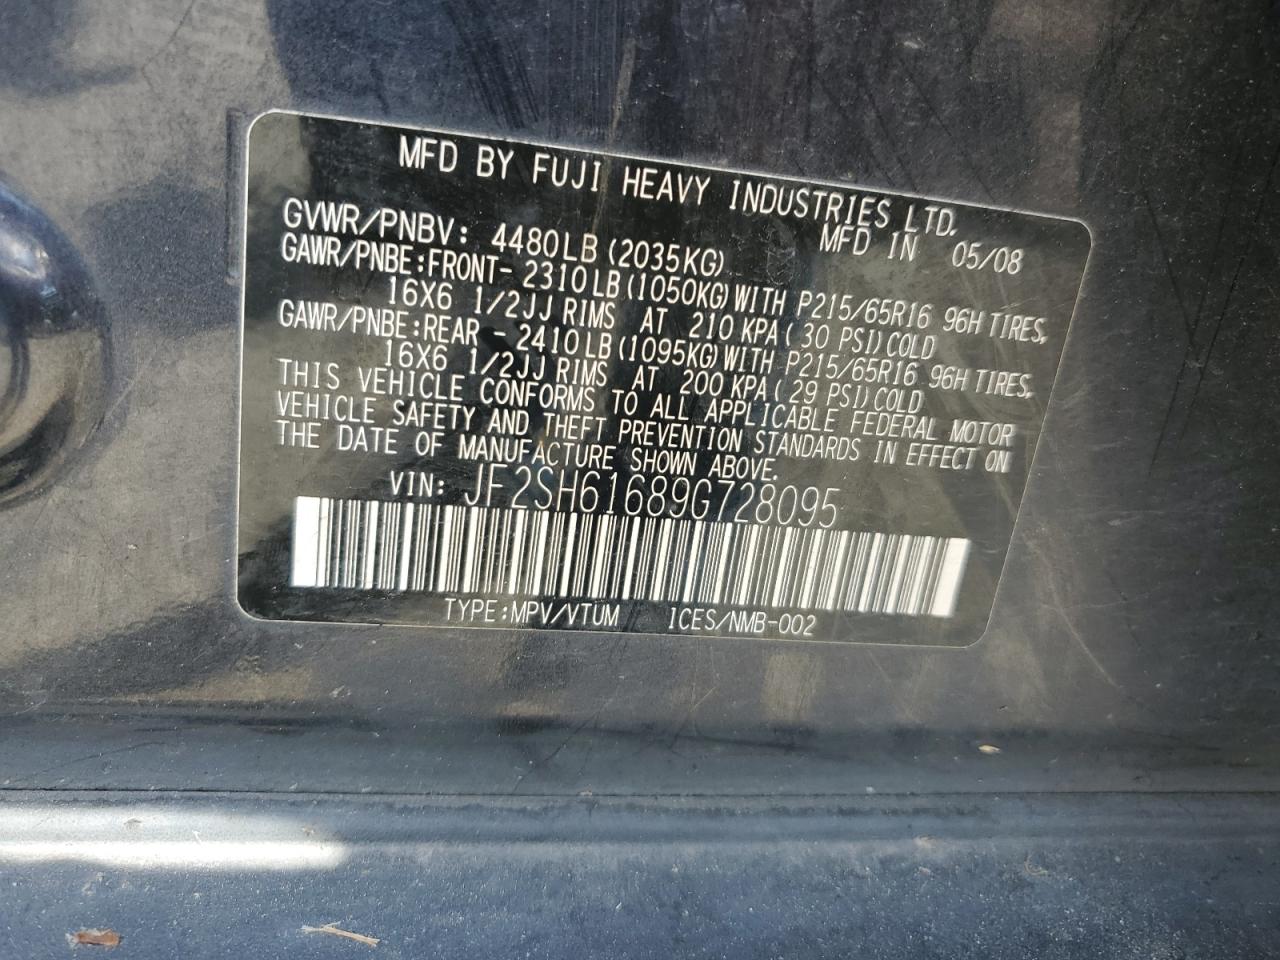 MFD BY FUJI HEAVY INDUSTRIES LTD.
MFD IN 05/08
GVWR/PNBV: 4480LB (2035KG)
GAWR/PNBE:FRONT- 2310LB(1050KG)WITH P215/65R16 96H TIRES,
16X6 1/2JJ RIMS AT 210 KPA( 30 PSI)COLD
GAWR/PNBE:REAR - 2410LB(1095KG)WITH P215/65R16 96H TIRES,
16X6 1/2JJ RIMS AT 200 KPA( 29 PSI)COLD
THIS VEHICLE CONFORMS TO ALL APPLICABLE FEDERAL MOTOR
VEHICLE SAFETY AND THEFT PREVENTION STANDARDS IN EFFECT ON
THE DATE OF MANUFACTURE SHOWN ABOVE.
VIN: JF2SH61689G728095
TYPE:MPV/VTUM ICES/NMB-002